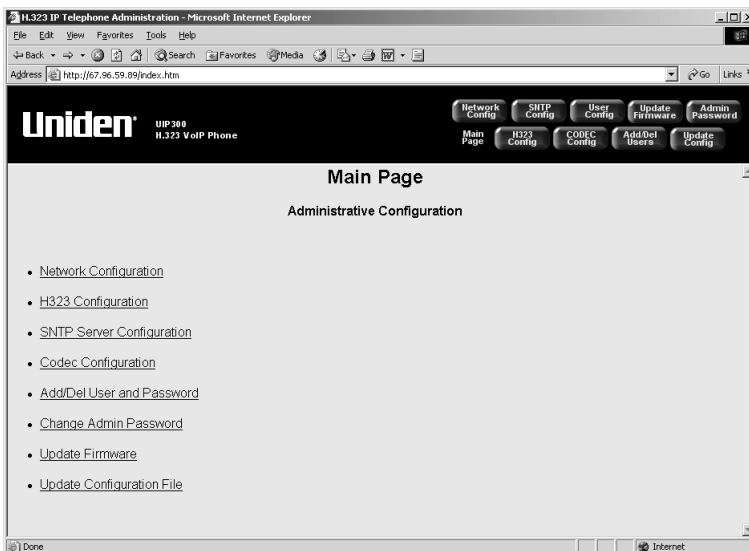 H.323 IP Telephone Administration - Microsoft Internet Explorer
File Edit View Favorites Tools Help
Back Search Favorites Media
Address http://67.96.59.89/index.htm Go Links
Uniden UIP300
H.323 VoIP Phone
Network Config SNTP Config User Config Update Firmware Admin Password
Main Page H323 Config CODEC Config Add/Del Users Update Config
Main Page
Administrative Configuration
• Network Configuration
• H323 Configuration
• SNTP Server Configuration
• Codec Configuration
• Add/Del User and Password
• Change Admin Password
• Update Firmware
• Update Configuration File
Done Internet